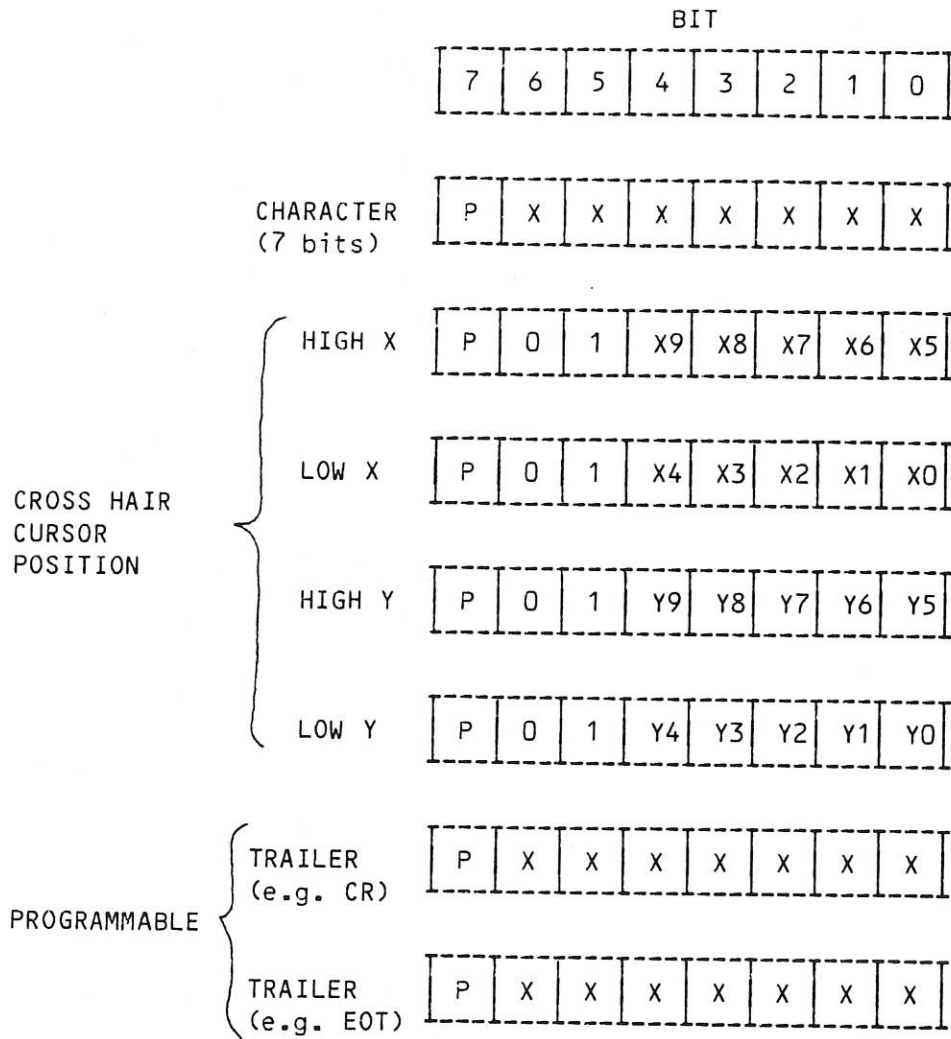 BIT
7 6 5 4 3 2 1 0
CHARACTER
(7 bits)
P X X X X X X X
HIGH X
P 0 1 X9 X8 X7 X6 X5
LOW X
P 0 1 X4 X3 X2 X1 X0
CROSS HAIR
CURSOR
POSITION
HIGH Y
P 0 1 Y9 Y8 Y7 Y6 Y5
LOW Y
P 0 1 Y4 Y3 Y2 Y1 Y0
PROGRAMMABLE
TRAILER
(e.g. CR)
P X X X X X X X
TRAILER
(e.g. EOT)
P X X X X X X X